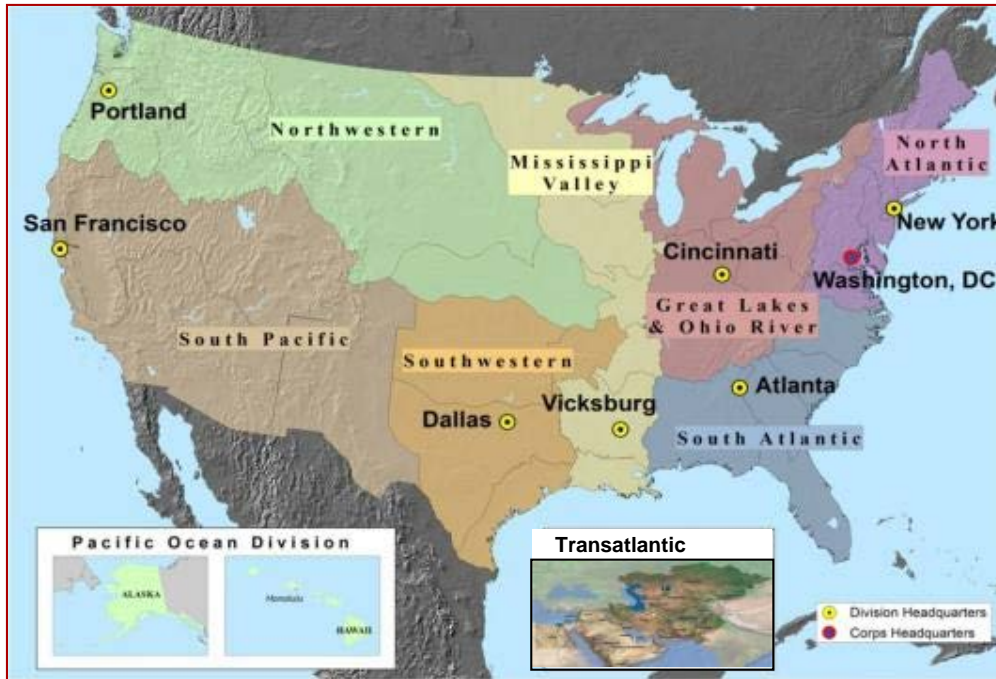 Portland
Northwestern
Mississippi
Valley
North
Atlantic
San Francisco
New York
Cincinnati
Washington, DC
Great Lakes
& Ohio River
South Pacific
Southwestern
Atlanta
Vicksburg
Dallas
South Atlantic
Pacific Ocean Division
ALASKA
Honolulu
HAWAII
Transatlantic
Division Headquarters
Corps Headquarters